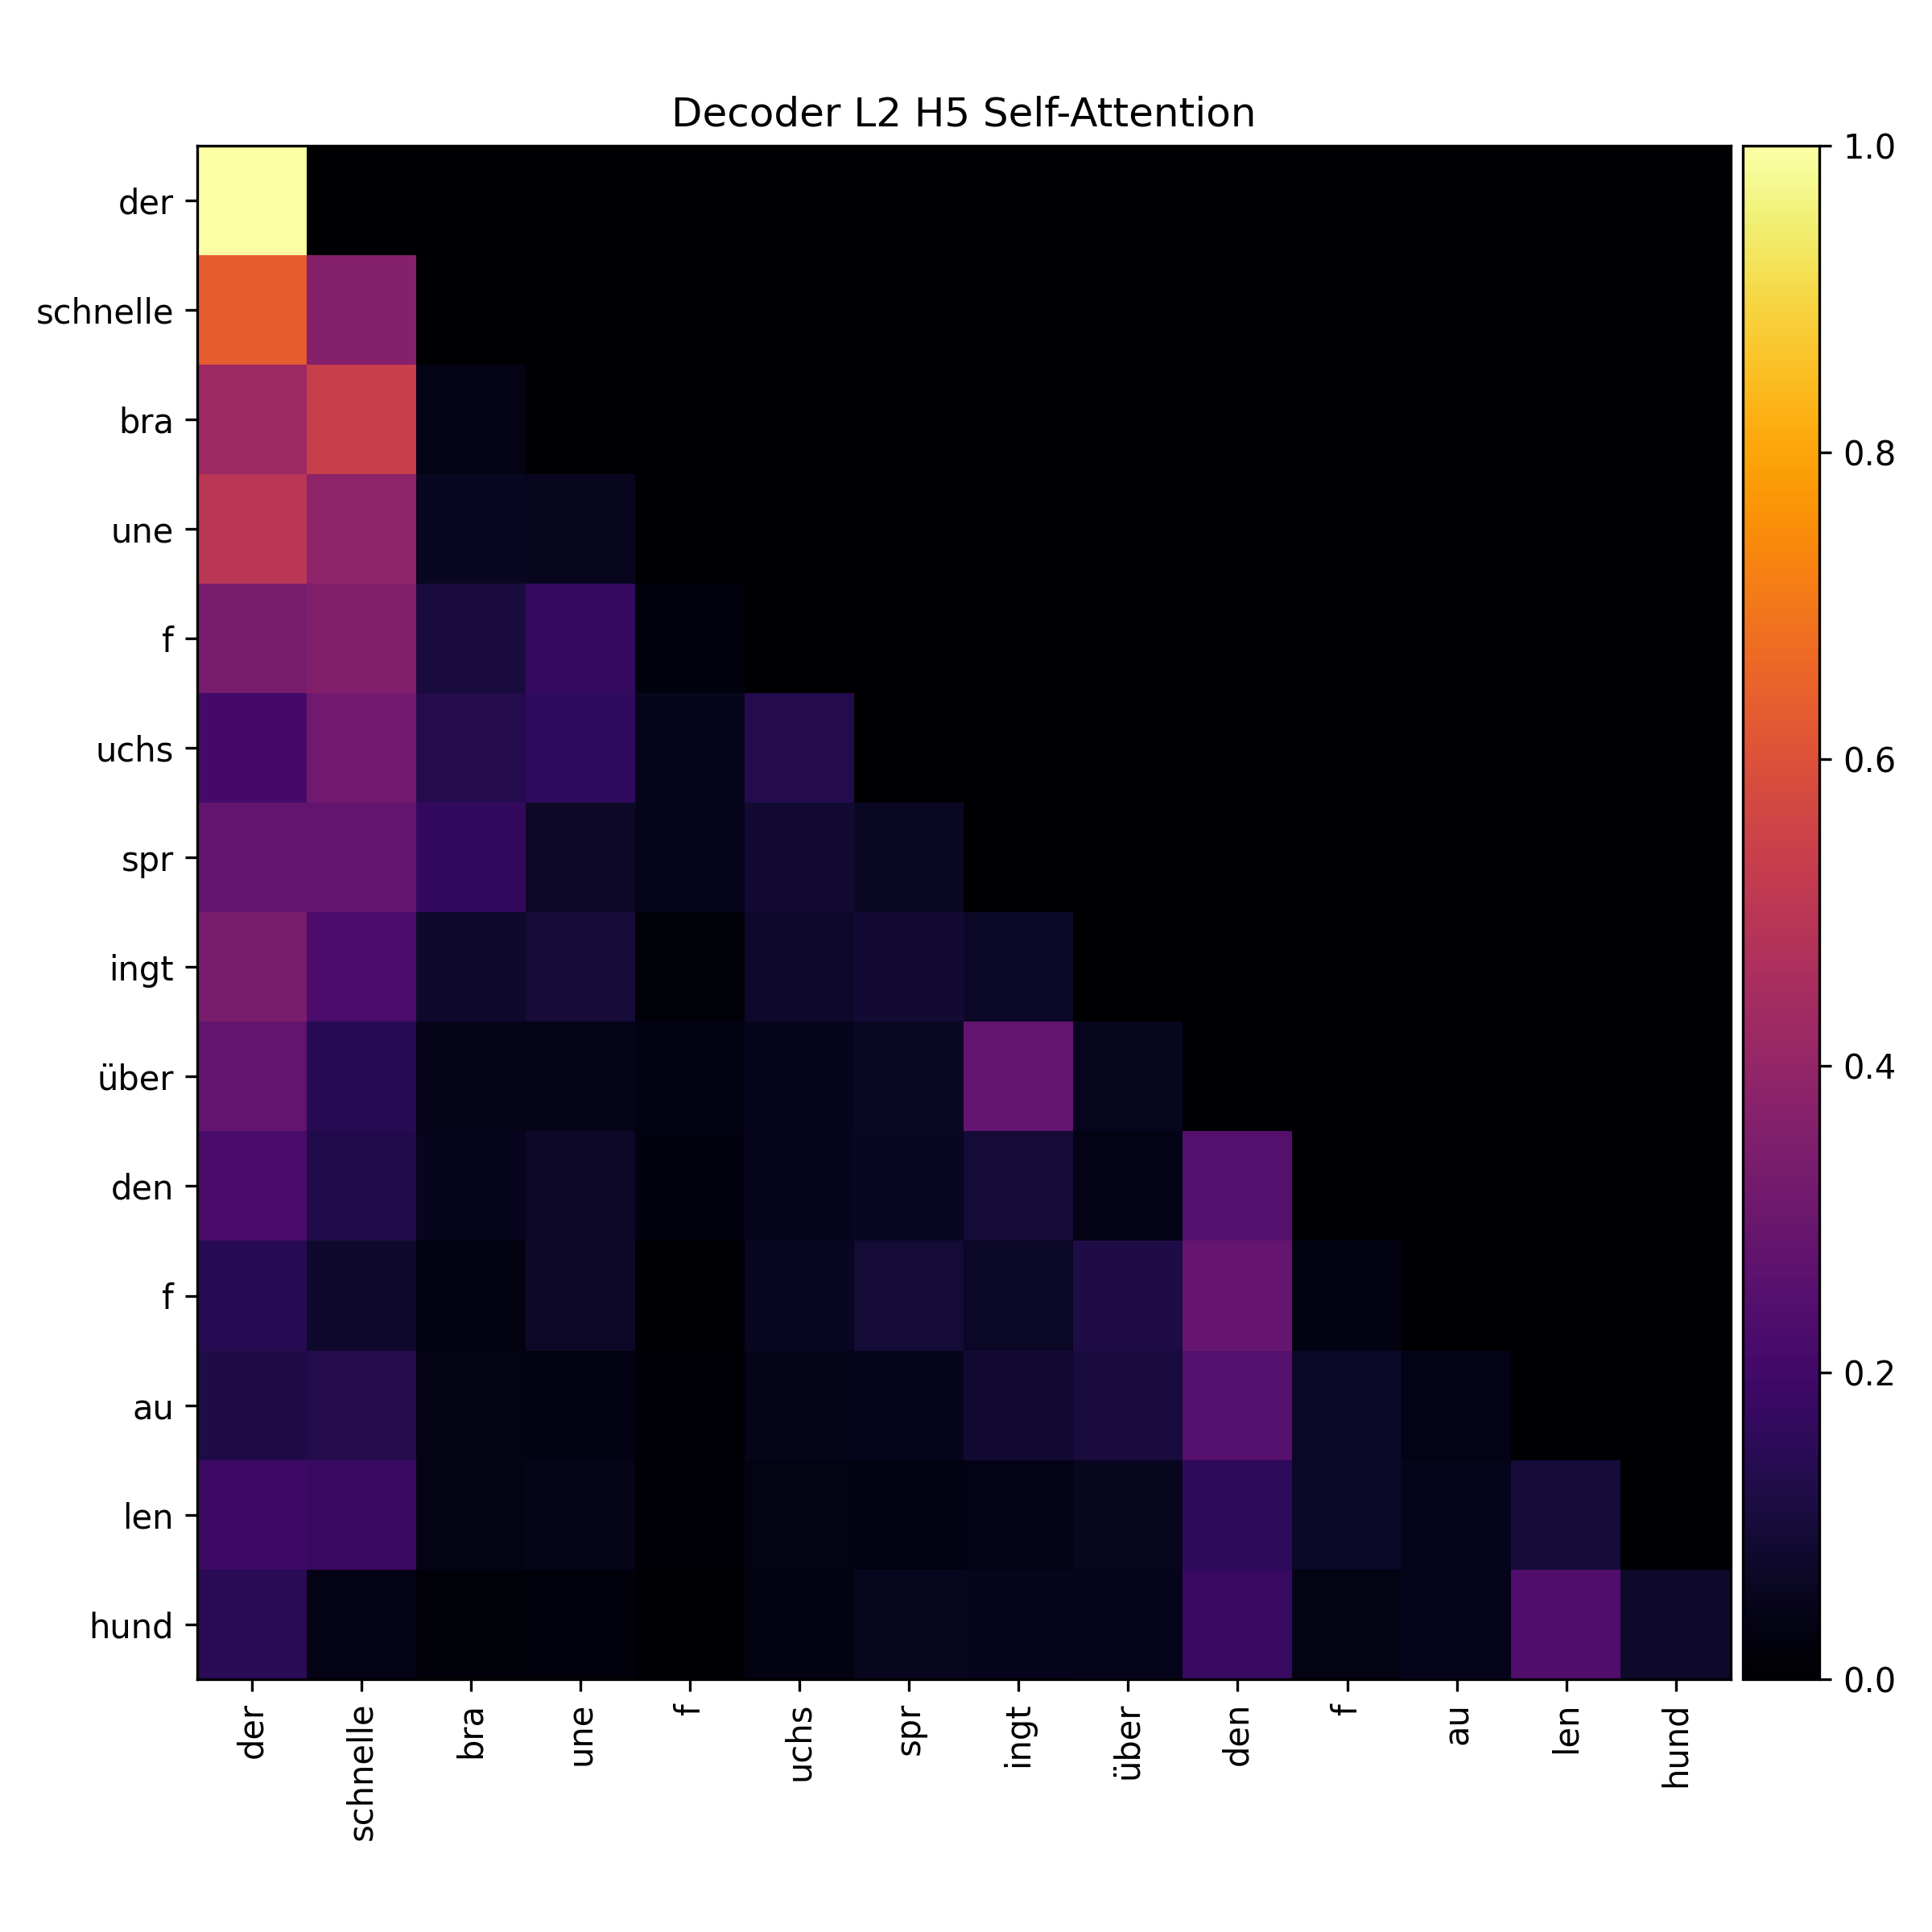 Decoder L2 H5 Self-Attention
der
schnelle
bra
une
f
uchs
spr
ingt
über
den
f
au
len
hund
der
schnelle
bra
une
f
uchs
spr
ingt
über
den
f
au
len
hund
1.0
0.8
0.6
0.4
0.2
0.0